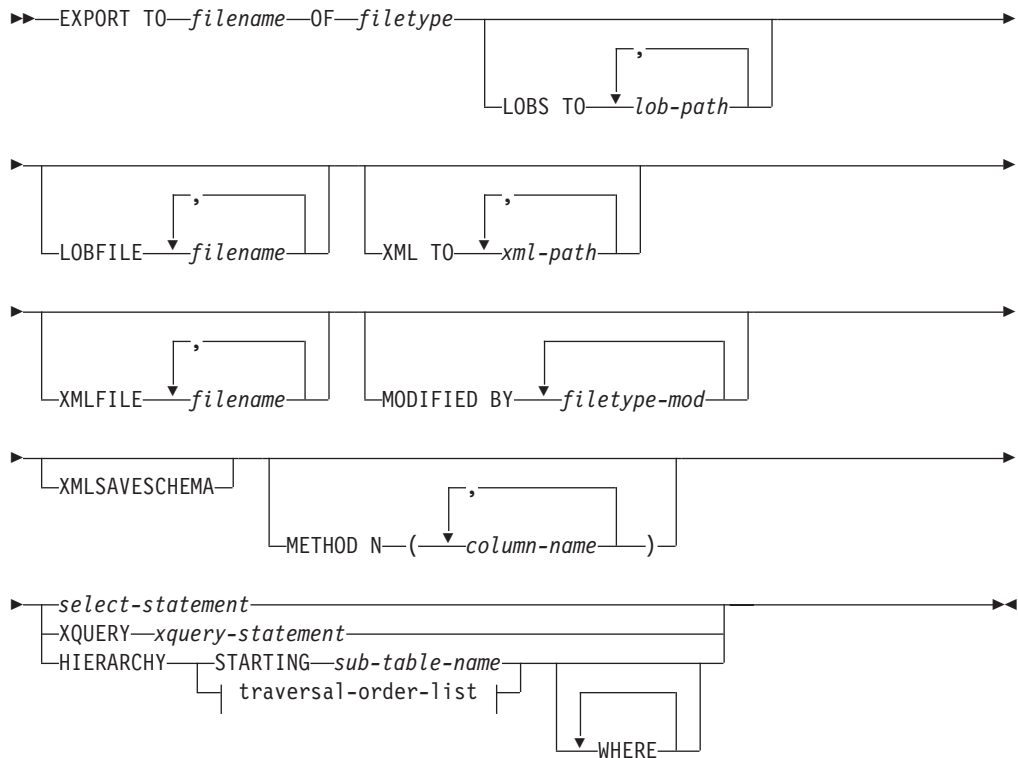 EXPORT TO filename OF filetype
,
LOBS TO lob-path
, ,
LOBFILE filename XML TO xml-path
,
XMLFILE filename MODIFIED BY filetype-mod
XMLSAVESCHEMA ,
METHOD N ( column-name )
select-statement
XQUERY xquery-statement
HIERARCHY STARTING sub-table-name
traversal-order-list
WHERE